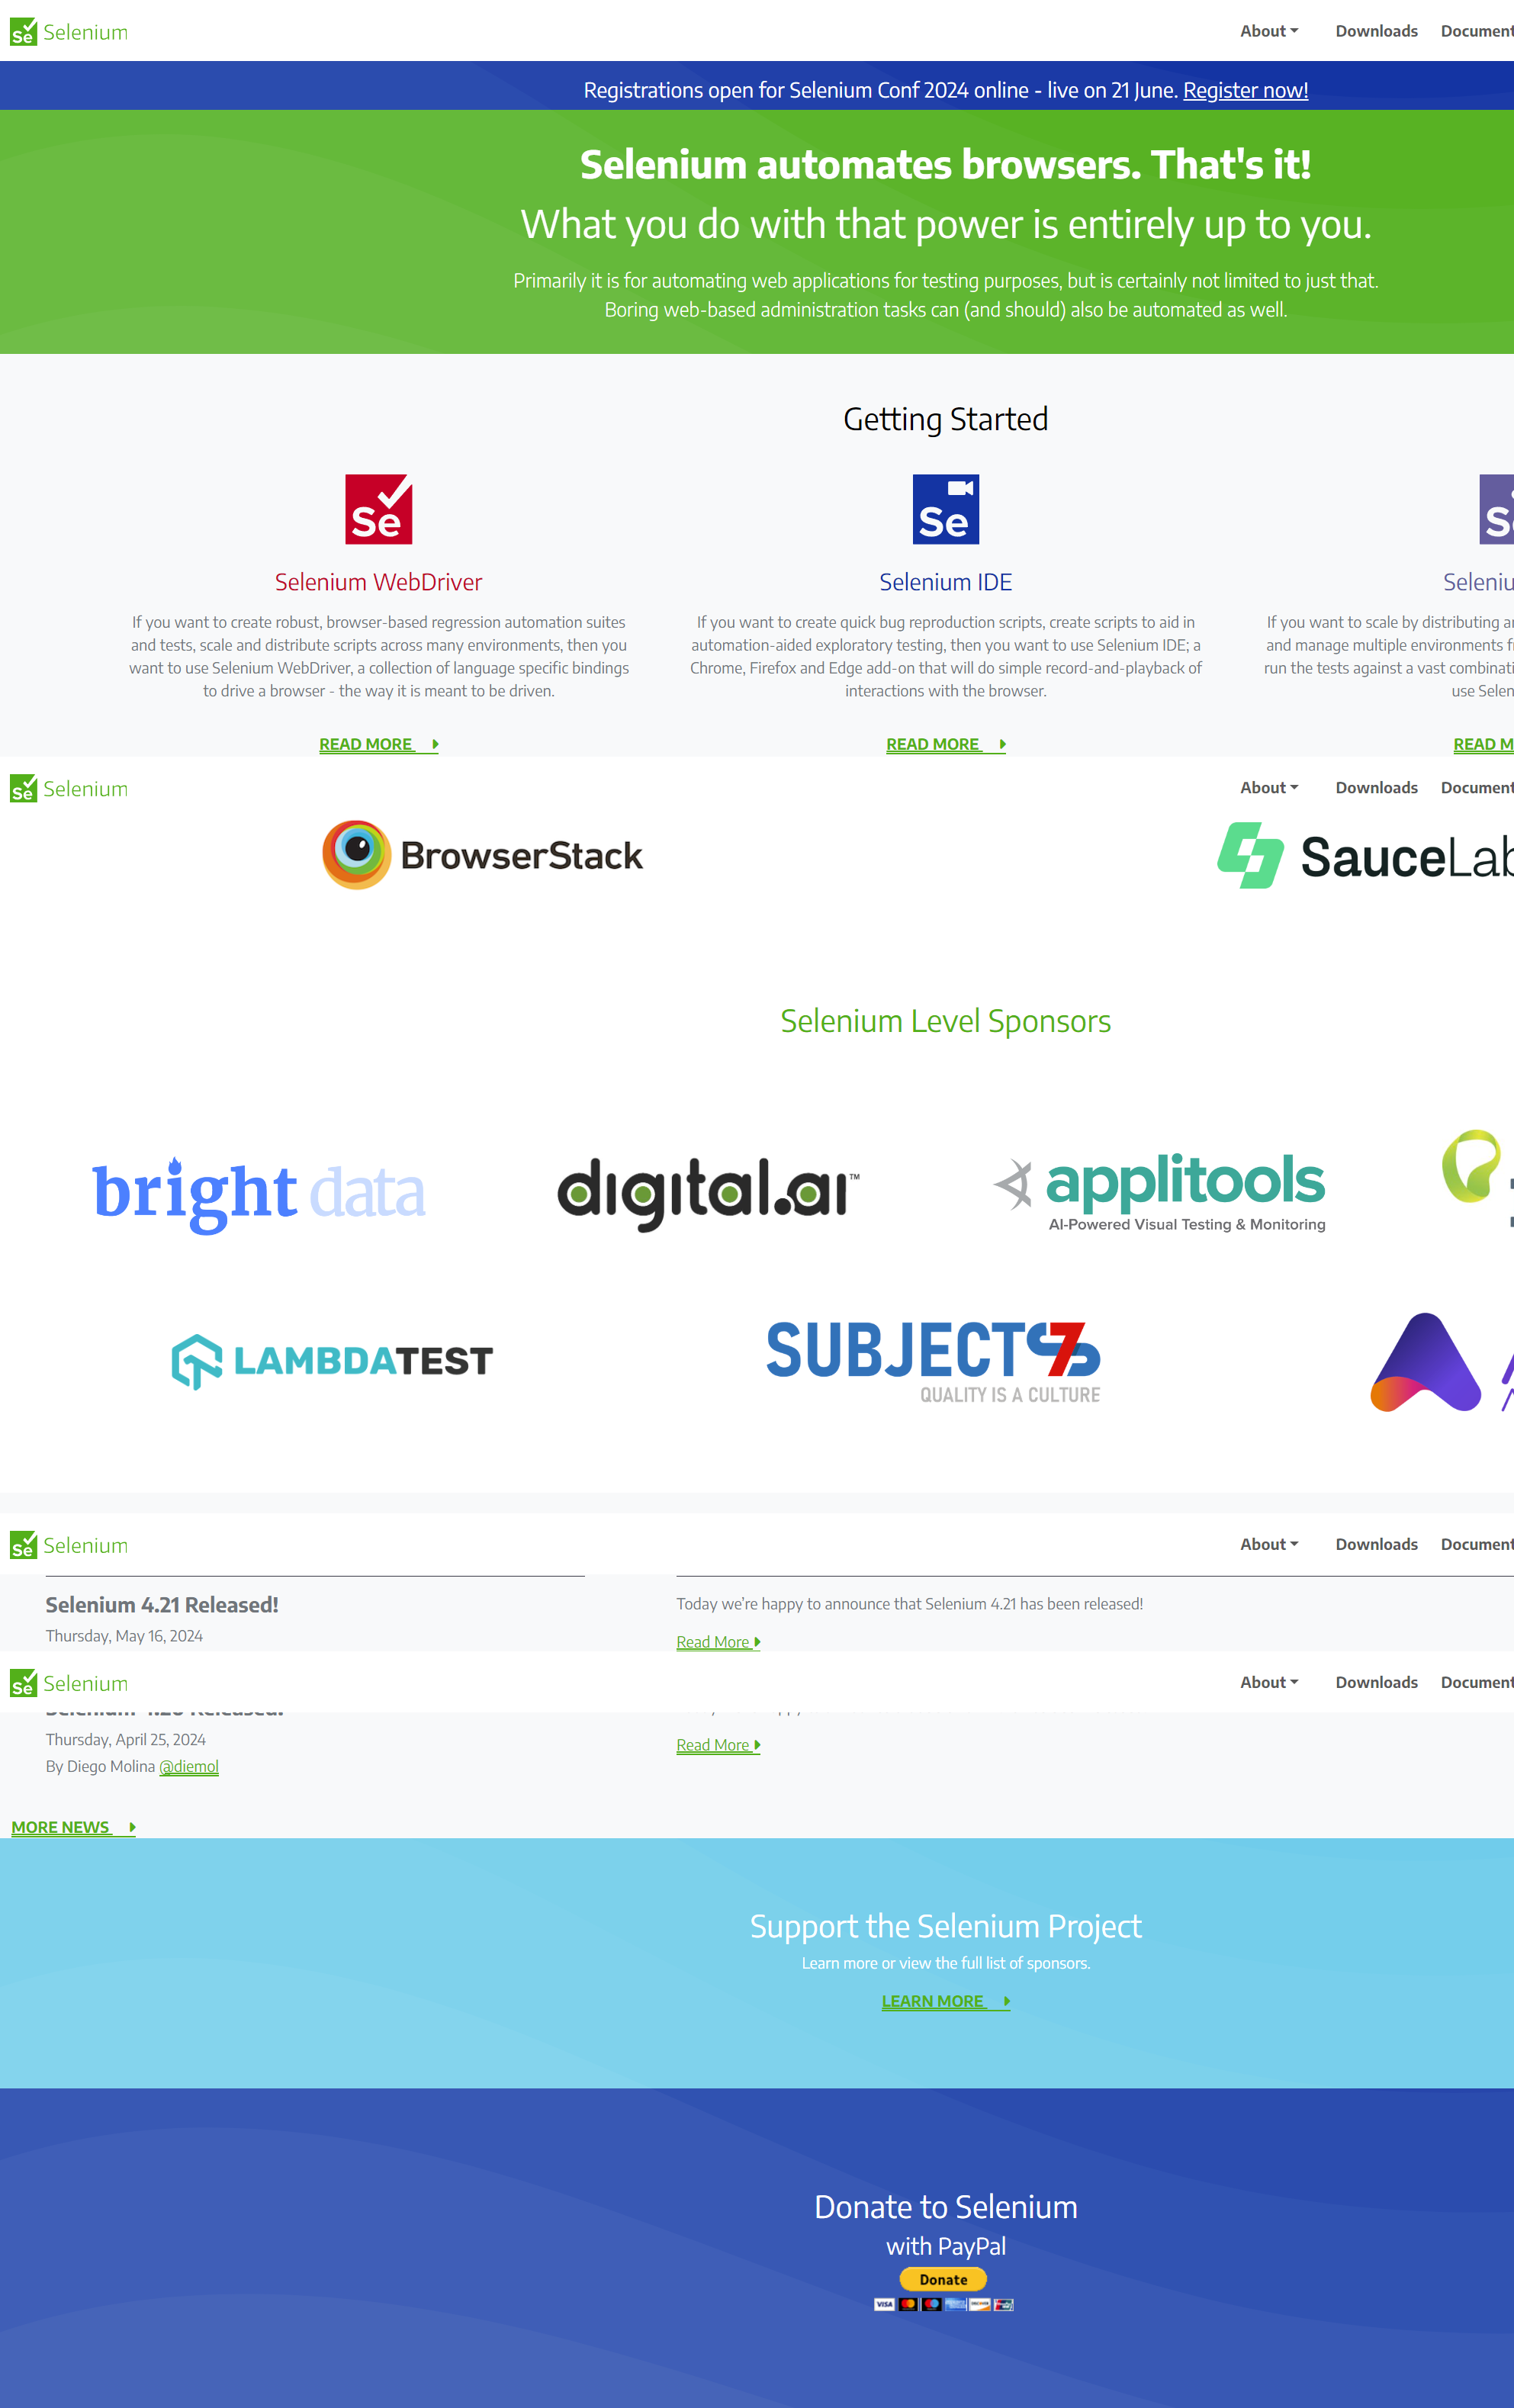 Se Selenium
About Downloads Document
Registrations open for Selenium Conf 2024 online - live on 21 June. Register now!
Selenium automates browsers. That's it!
What you do with that power is entirely up to you.
Primarily it is for automating web applications for testing purposes, but is certainly not limited to just that.
Boring web-based administration tasks can (and should) also be automated as well.
Getting Started
Se
Selenium WebDriver
If you want to create robust, browser-based regression automation suites
and tests, scale and distribute scripts across many environments, then you
want to use Selenium WebDriver, a collection of language specific bindings
to drive a browser - the way it is meant to be driven.
READ MORE
Se
Selenium IDE
If you want to create quick bug reproduction scripts, create scripts to aid in
automation-aided exploratory testing, then you want to use Selenium IDE; a
Chrome, Firefox and Edge add-on that will do simple record-and-playback of
interactions with the browser.
READ MORE
S
Seleniu
If you want to scale by distributing a
and manage multiple environments f
run the tests against a vast combinati
use Selen
READ M
Se Selenium
About Downloads Document
BrowserStack
SauceLab
Selenium Level Sponsors
bright data
digital.ai™
applitools
AI-Powered Visual Testing & Monitoring
LAMBDATEST
SUBJECT7
QUALITY IS A CULTURE
Se Selenium
About Downloads Document
Selenium 4.21 Released!
Thursday, May 16, 2024
Today we're happy to announce that Selenium 4.21 has been released!
Read More
Se Selenium
About Downloads Document
Thursday, April 25, 2024
By Diego Molina @diemol
Read More
MORE NEWS
Support the Selenium Project
Learn more or view the full list of sponsors.
LEARN MORE
Donate to Selenium
with PayPal
Donate
VISA